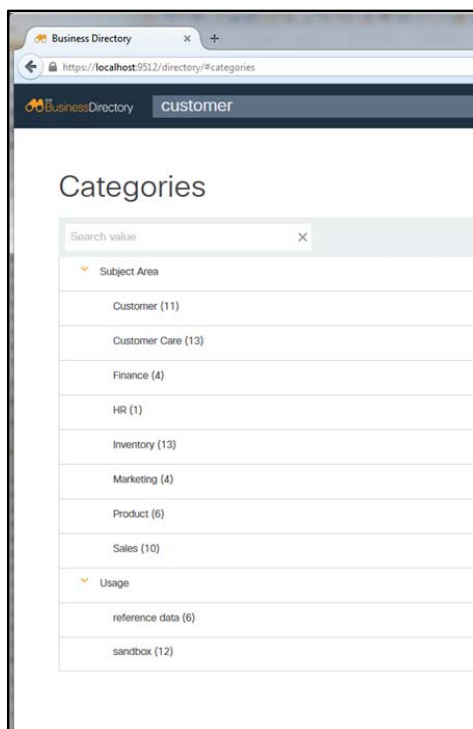 Business Directory
https://localhost:9512/directory/#categories
BusinessDirectory customer
Categories
Search value
Subject Area
Customer (11)
Customer Care (13)
Finance (4)
HR (1)
Inventory (13)
Marketing (4)
Product (6)
Sales (10)
Usage
reference data (6)
sandbox (12)